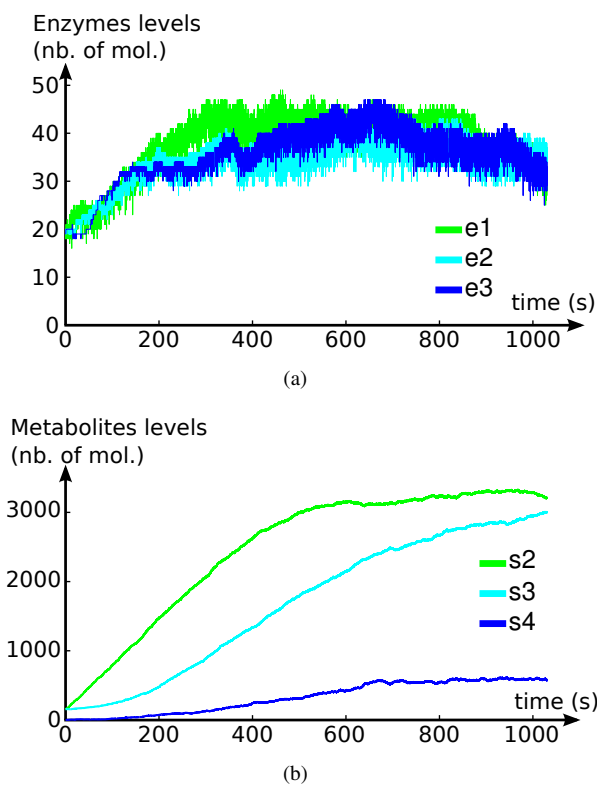 Enzymes levels
(nb. of mol.)
50
40
30
20
10
0
e1
e2
e3
time (s)
0 200 400 600 800 1000
(a)
Metabolites levels
(nb. of mol.)
3000
2000
1000
0
s2
s3
s4
time (s)
0 200 400 600 800 1000
(b)